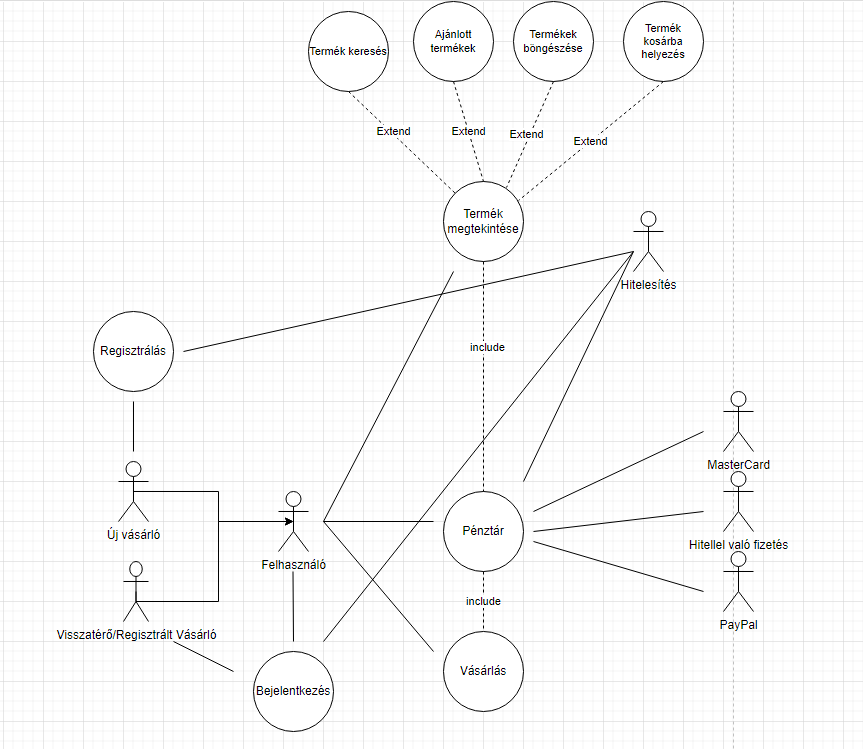 Termék keresés
Ajánlott
termékek
Termékek
böngészése
Termék
kosárba
helyezés
Extend
Extend
Extend
Extend
Termék
megtekintése
Hitelesítés
include
Regisztrálás
MasterCard
Új vásárló
Felhasználó
Pénztár
Hitellel való fizetés
include
PayPal
Visszatérő/Regisztrált Vásárló
Bejelentkezés
Vásárlás